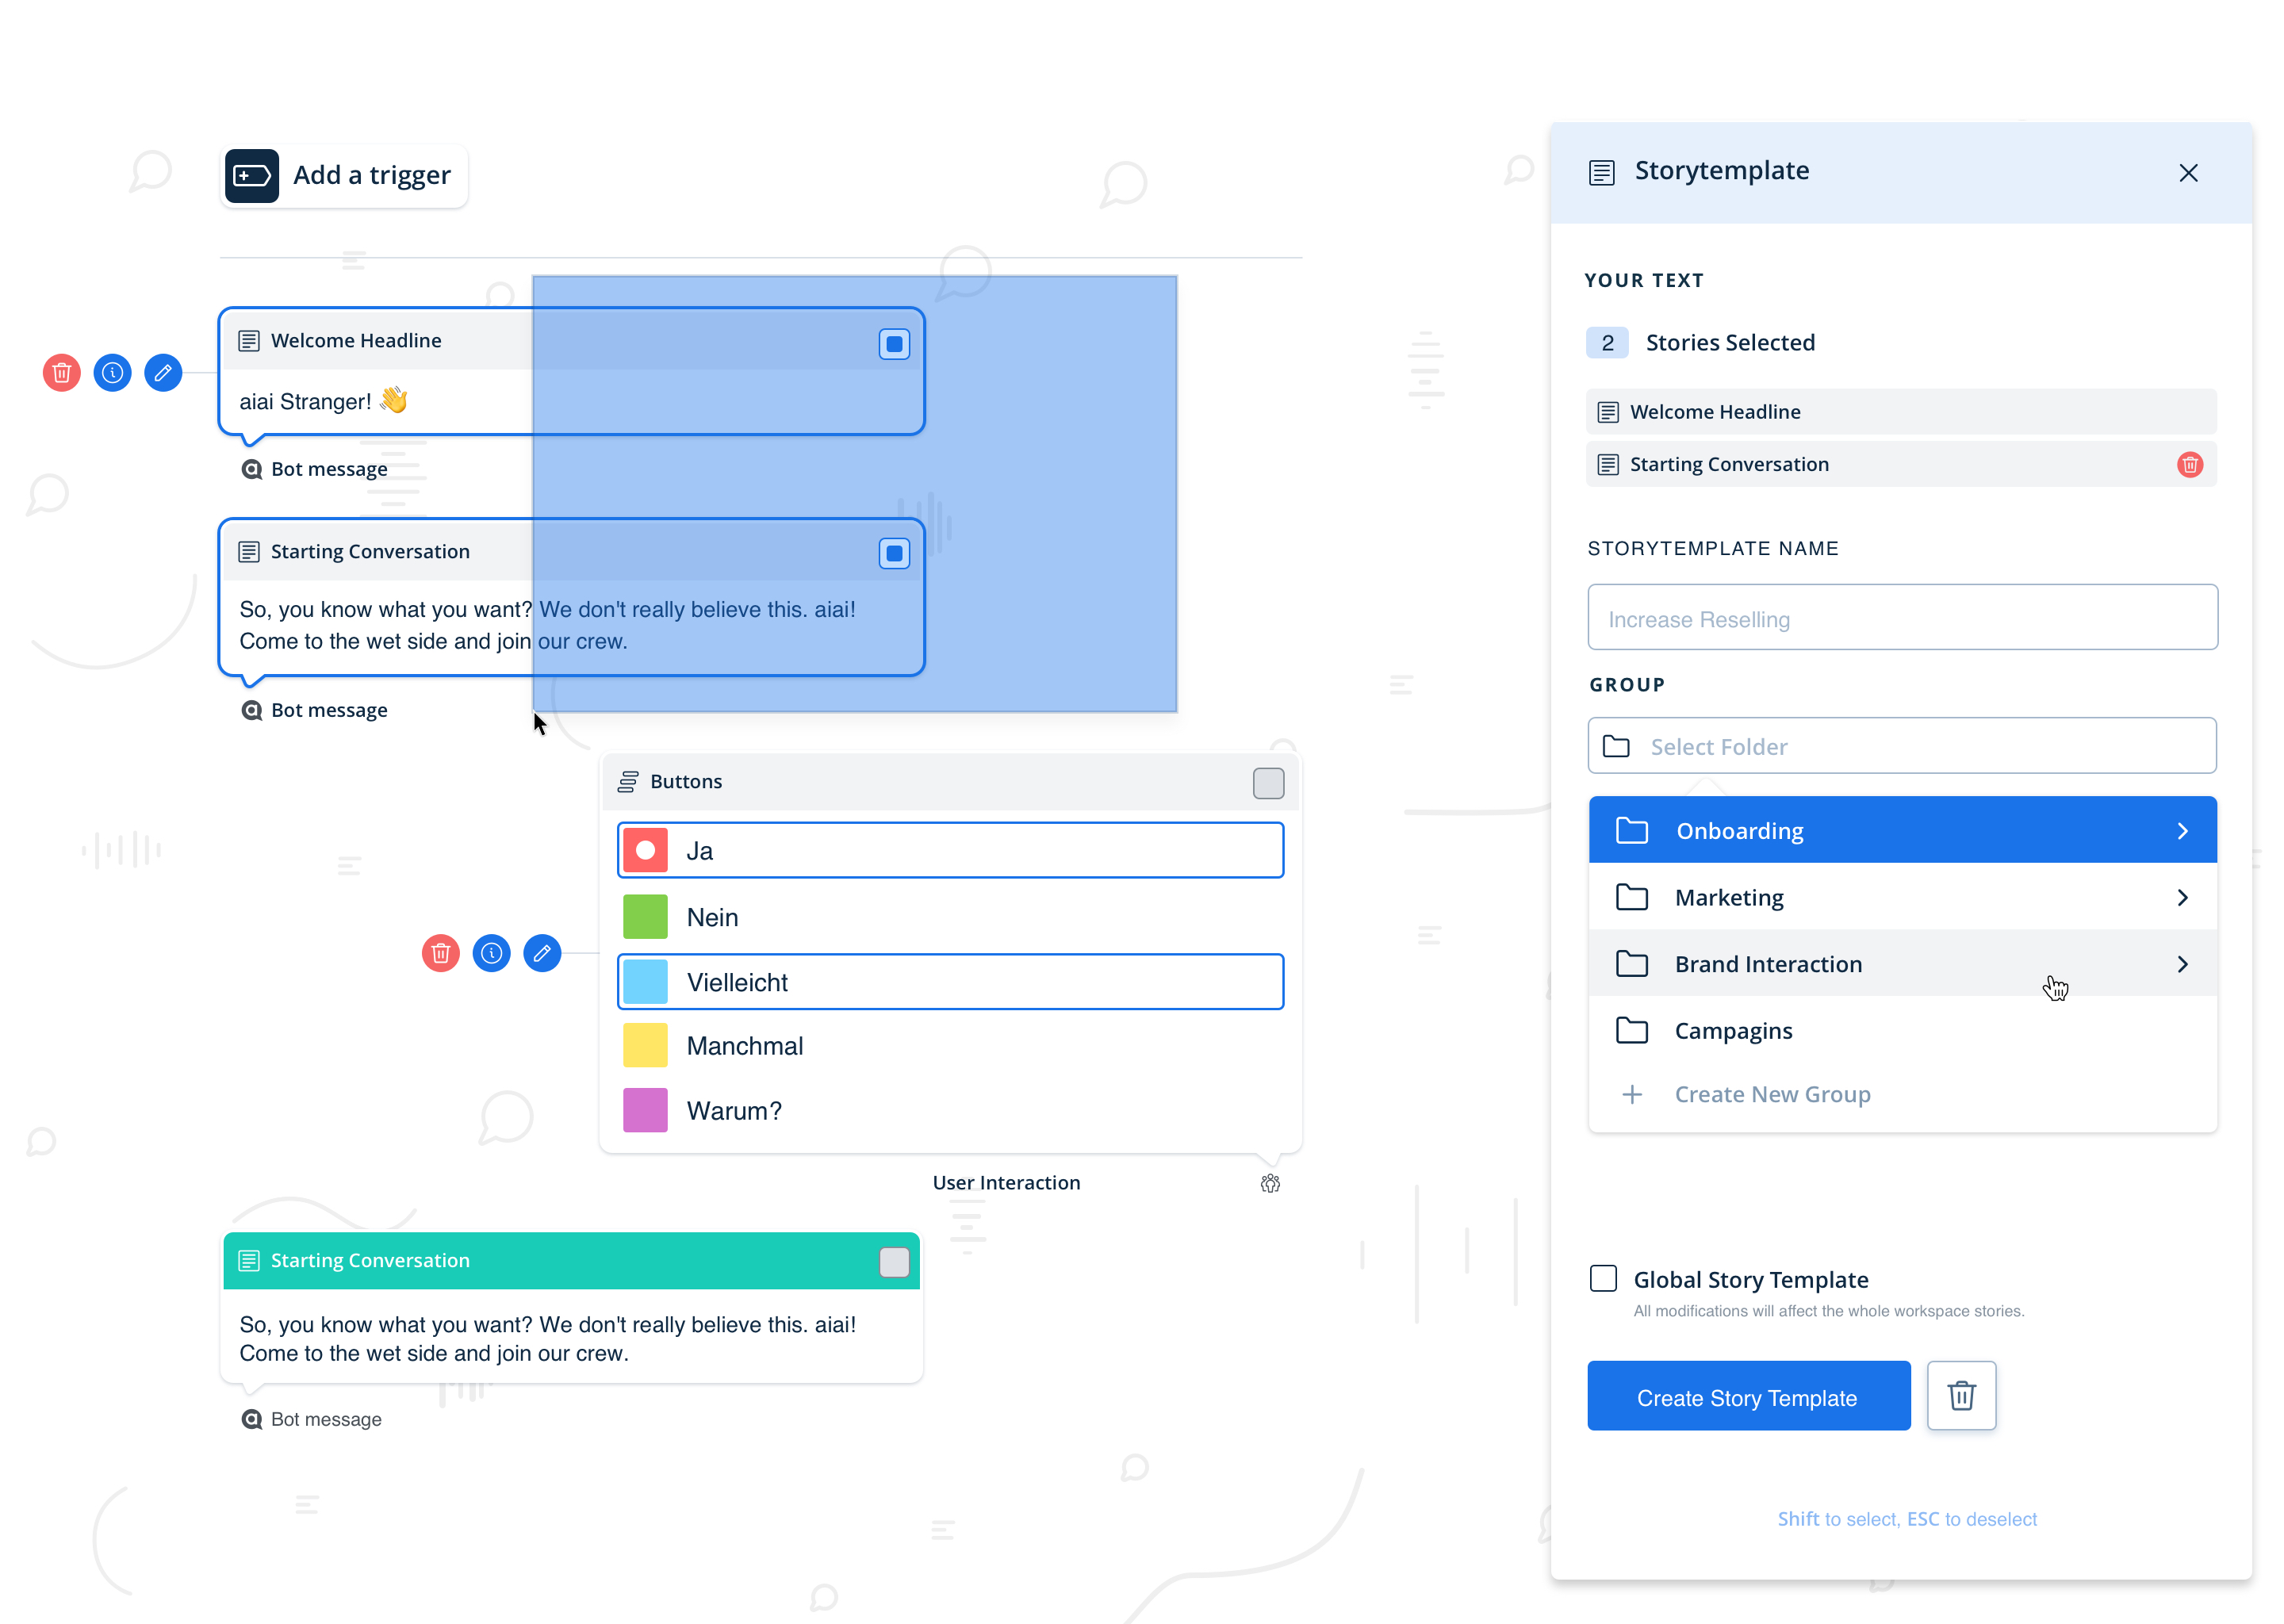 Add a trigger
Welcome Headline
aiai Stranger! 👋
Bot message
Starting Conversation
So, you know what you want? We don't really believe this. aiai!
Come to the wet side and join our crew.
Bot message
Buttons
Ja
Nein
Vielleicht
Manchmal
Warum?
User Interaction
Starting Conversation
So, you know what you want? We don't really believe this. aiai!
Come to the wet side and join our crew.
Bot message
Storytemplate
YOUR TEXT
2 Stories Selected
Welcome Headline
Starting Conversation
STORYTEMPLATE NAME
Increase Reselling
GROUP
Select Folder
Onboarding
Marketing
Brand Interaction
Campagins
Create New Group
Global Story Template
All modifications will affect the whole workspace stories.
Create Story Template
Shift to select, ESC to deselect